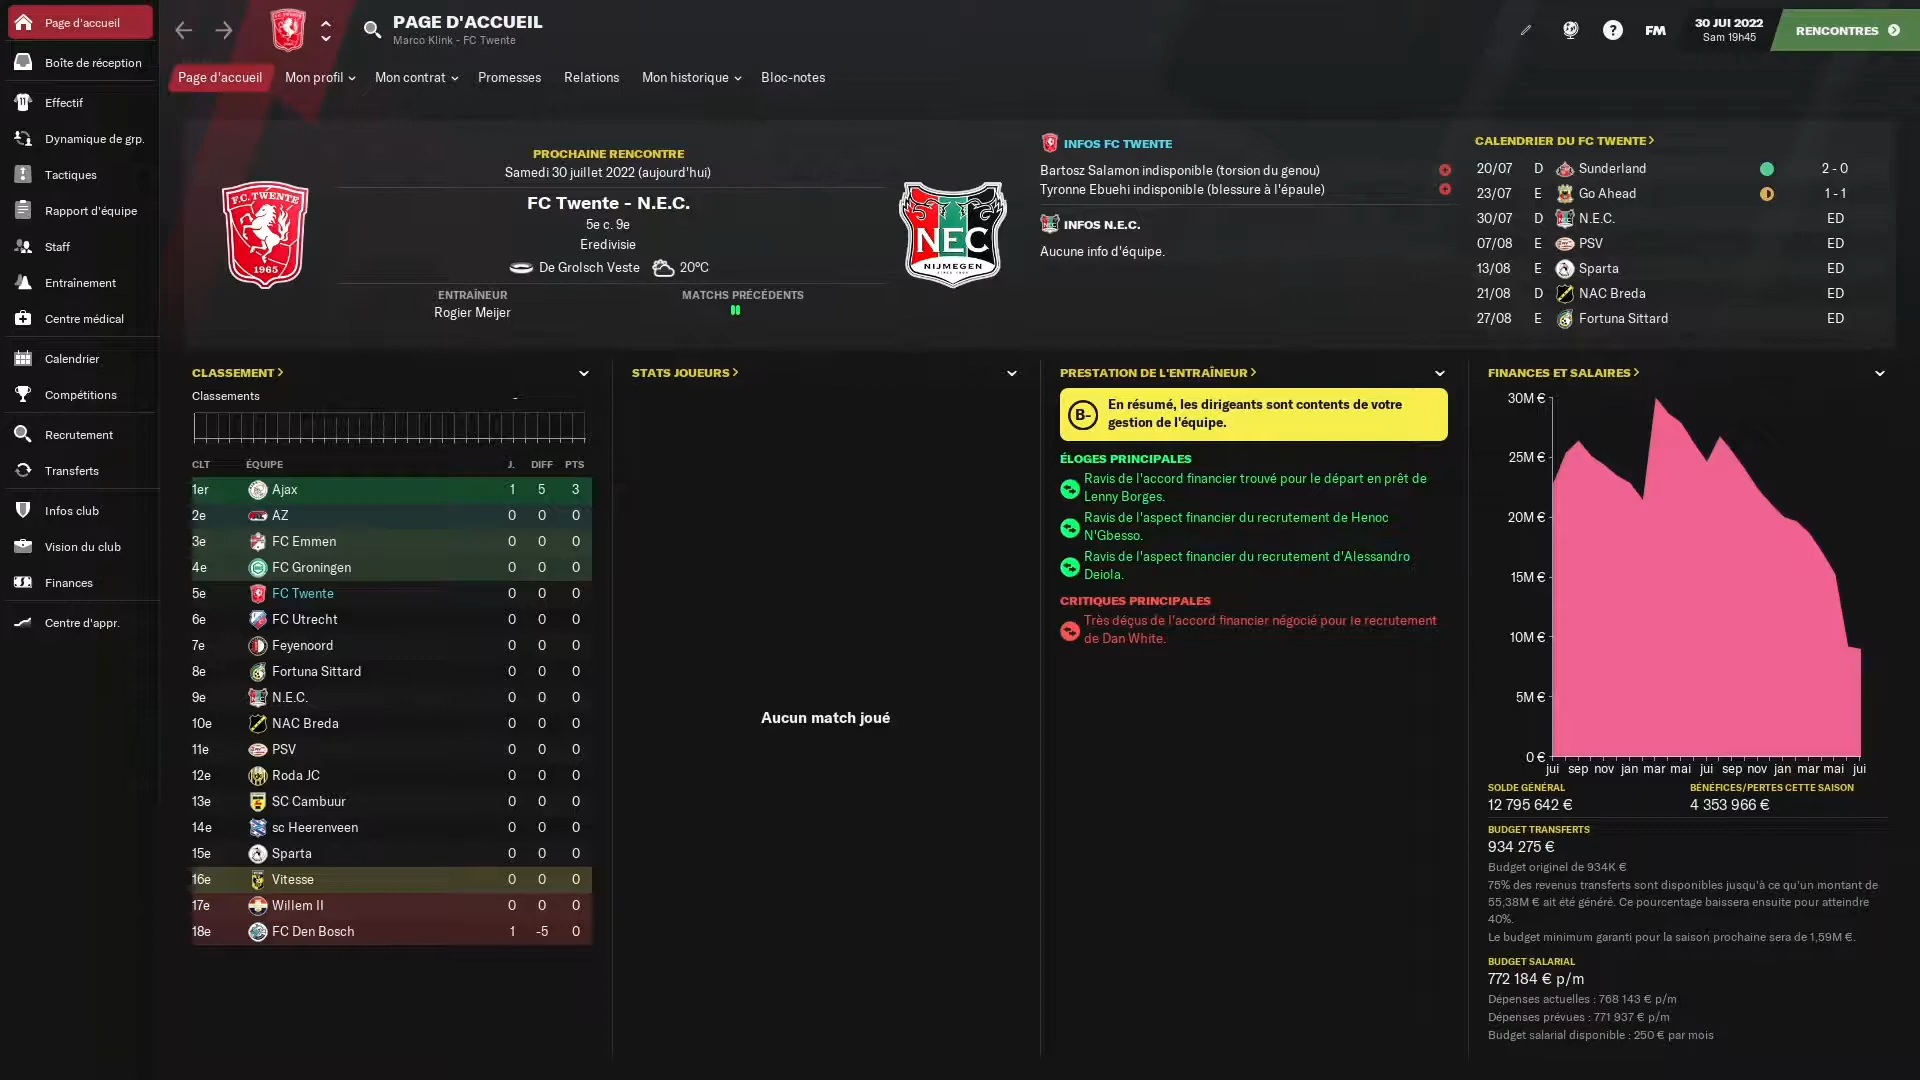 Page d'accueil
Boîte de réception
Effectif
Dynamique de grp.
Tactiques
Rapport d'équipe
Staff
Entraînement
Centre médical
Calendrier
Compétitions
Recrutement
Transferts
Infos club
Vision du club
Finances
Centre d'appr.
PAGE D'ACCUEIL
Marco Klink - FC Twente
FM
30 JUI 2022
Sam 19h45
RENCONTRES
Page d'accueil
Mon profil
Mon contrat
Promesses
Relations
Mon historique
Bloc-notes
PROCHAINE RENCONTRE
Samedi 30 juillet 2022 (aujourd'hui)
F.C. TWENTE
1965
FC Twente - N.E.C.
5e c. 9e
Eredivisie
De Grolsch Veste
20°C
ENTRAÎNEUR
Rogier Meijer
MATCHS PRÉCÉDENTS
NEC
NIJMEGEN
INFOS FC TWENTE
Bartosz Salamon indisponible (torsion du genou)
Tyronne Ebuehi indisponible (blessure à l'épaule)
INFOS N.E.C.
Aucune info d'équipe.
CALENDRIER DU FC TWENTE
20/07 D Sunderland 2 - 0
23/07 E Go Ahead 1 - 1
30/07 D N.E.C. ED
07/08 E PSV ED
13/08 E Sparta ED
21/08 D NAC Breda ED
27/08 E Fortuna Sittard ED
CLASSEMENT
Classements
CLT ÉQUIPE J. DIFF PTS
1er Ajax 1 5 3
2e AZ 0 0 0
3e FC Emmen 0 0 0
4e FC Groningen 0 0 0
5e FC Twente 0 0 0
6e FC Utrecht 0 0 0
7e Feyenoord 0 0 0
8e Fortuna Sittard 0 0 0
9e N.E.C. 0 0 0
10e NAC Breda 0 0 0
11e PSV 0 0 0
12e Roda JC 0 0 0
13e SC Cambuur 0 0 0
14e sc Heerenveen 0 0 0
15e Sparta 0 0 0
16e Vitesse 0 0 0
17e Willem II 0 0 0
18e FC Den Bosch 1 -5 0
STATS JOUEURS
Aucun match joué
PRESTATION DE L'ENTRAÎNEUR
B-
En résumé, les dirigeants sont contents de votre
gestion de l'équipe.
ÉLOGES PRINCIPALES
Ravis de l'accord financier trouvé pour le départ en prêt de
Lenny Borges.
Ravis de l'aspect financier du recrutement de Henoc
N'Gbesso.
Ravis de l'aspect financier du recrutement d'Alessandro
Deiola.
CRITIQUES PRINCIPALES
Très déçus de l'accord financier négocié pour le recrutement
de Dan White.
FINANCES ET SALAIRES
30M €
25M €
20M €
15M €
10M €
5M €
0 €
jui sep nov jan mar mai jui sep nov jan mar mai jui
SOLDE GÉNÉRAL
12 795 642 €
BÉNÉFICES/PERTES CETTE SAISON
4 353 966 €
BUDGET TRANSFERTS
934 275 €
Budget originel de 934K €
75% des revenus transferts sont disponibles jusqu'à ce qu'un montant de
55,38M € ait été généré. Ce pourcentage baissera ensuite pour atteindre
40%.
Le budget minimum garanti pour la saison prochaine sera de 1,59M €.
BUDGET SALARIAL
772 184 € p/m
Dépenses actuelles : 768 143 € p/m
Dépenses prévues : 771 937 € p/m
Budget salarial disponible : 250 € par mois